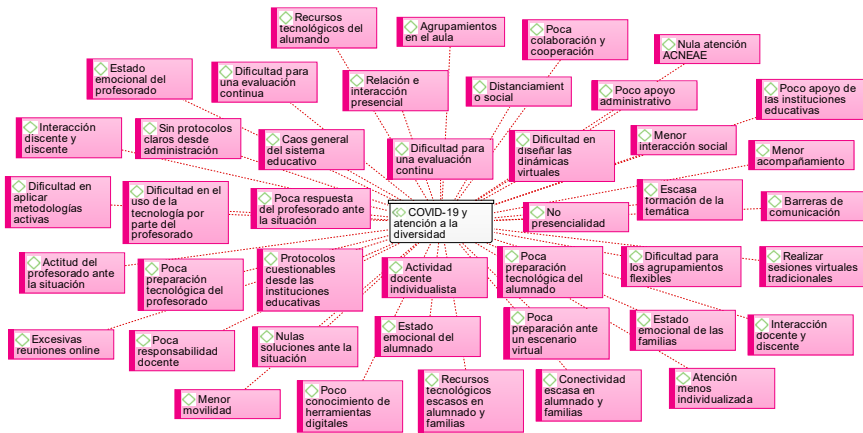 Recursos
tecnológicos del
alumando
Agrupamientos
en el aula
Poca
colaboración y
cooperación
Nula atención
ACNEAE
Estado
emocional del
profesorado
Dificultad para
una evaluación
continua
Relación e
interacción
presencial
Distanciamient
o social
Poco apoyo
administrativo
Poco apoyo de
las instituciones
educativas
Interacción
discente y
discente
Sin protocolos
claros desde
administración
Caos general
del sistema
educativo
Dificultad para
una evaluación
continu
Dificultad en
diseñar las
dinámicas
virtuales
Menor
interacción social
Menor
acompañamiento
Dificultad en
aplicar
metodologías
activas
Dificultad en el
uso de la
tecnología por
parte del
profesorado
Poca respuesta
del profesorado ante
la situación
COVID-19 y
atención a la
diversidad
No
presencialidad
Escasa
formación de la
temática
Barreras de
comunicación
Actitud del
profesorado ante
la situación
Poca
preparación
tecnológica del
profesorado
Protocolos
cuestionables
desde las
instituciones
educativas
Actividad
docente
individualista
Poca
preparación
tecnológica del
alumnado
Dificultad para
los agrupamientos
flexibles
Realizar
sesiones virtuales
tradicionales
Excesivas
reuniones online
Poca
responsabilidad
docente
Nulas
soluciones ante la
situación
Estado
emocional del
alumnado
Poca
preparación ante
un escenario
virtual
Estado
emocional de las
familias
Interacción
docente y
discente
Menor
movilidad
Poco
conocimiento de
herramientas
digitales
Recursos
tecnológicos
escasos en
alumnado y
familias
Conectividad
escasa en
alumnado y
familias
Atención
menos
individualizada